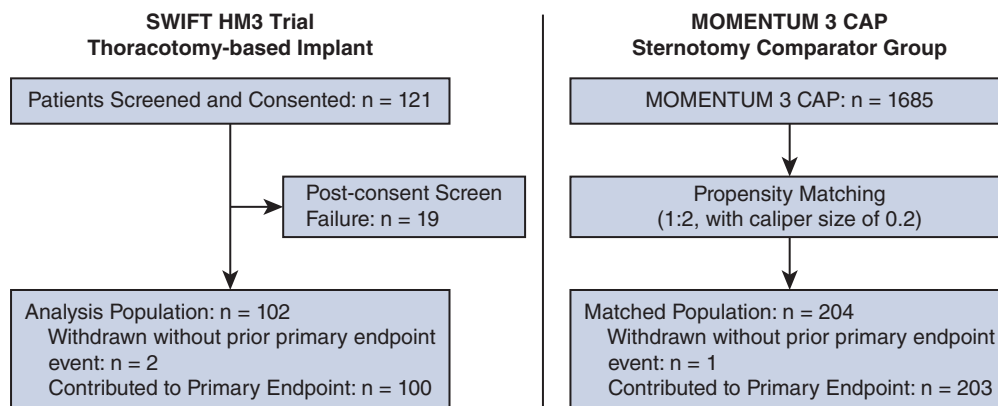 SWIFT HM3 Trial
Thoracotomy-based Implant
Patients Screened and Consented: n = 121
Post-consent Screen
Failure: n = 19
Analysis Population: n = 102
Withdrawn without prior primary endpoint
event: n = 2
Contributed to Primary Endpoint: n = 100
MOMENTUM 3 CAP
Sternotomy Comparator Group
MOMENTUM 3 CAP: n = 1685
Propensity Matching
(1:2, with caliper size of 0.2)
Matched Population: n = 204
Withdrawn without prior primary endpoint
event: n = 1
Contributed to Primary Endpoint: n = 203